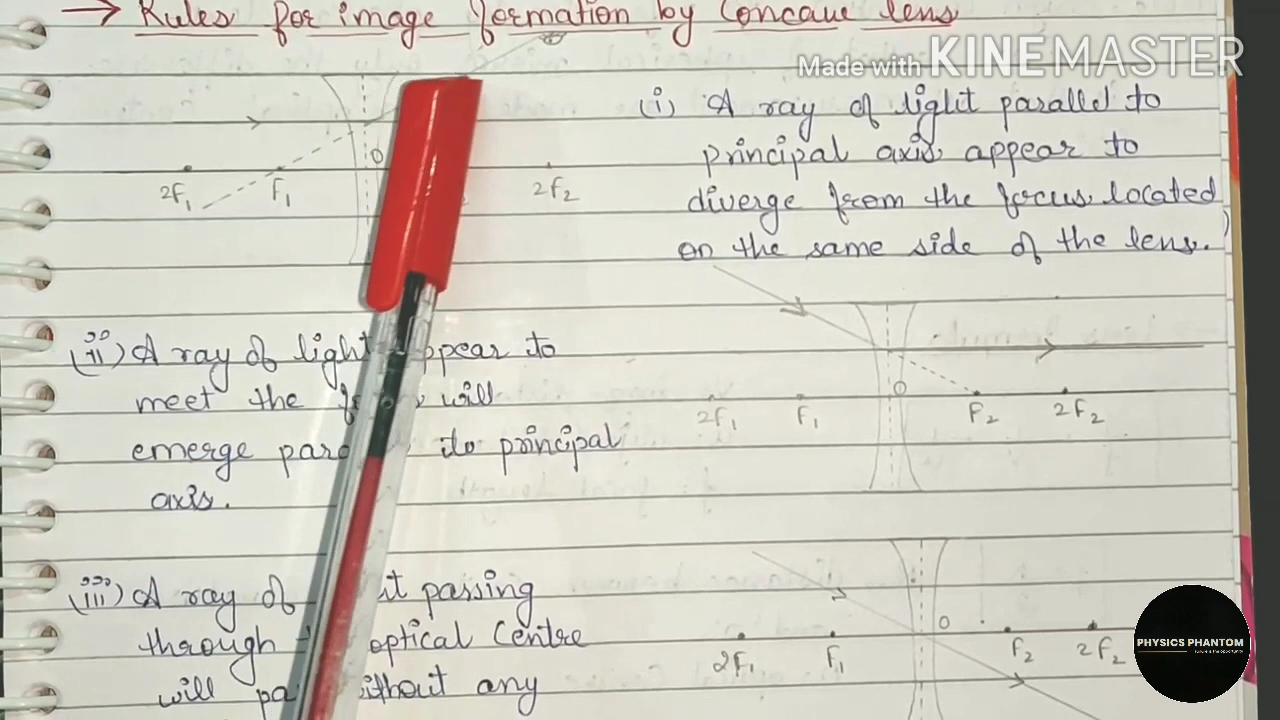 → Rules for image formation by Concave lens
Made with KINEMASTER
(i) A ray of light parallel to
principal axis appear to
diverge from the focus located
on the same side of the lens.
2F₁ F₁ O 2F₂
(ii) A ray of light appear to
meet the will
emerge to principal
axis.
2F₁ F₁ O F₂ 2F₂
(iii) A ray of passing
through optical Centre
will any
2F₁ F₁ O F₂ 2F₂
PHYSICS PHANTOM